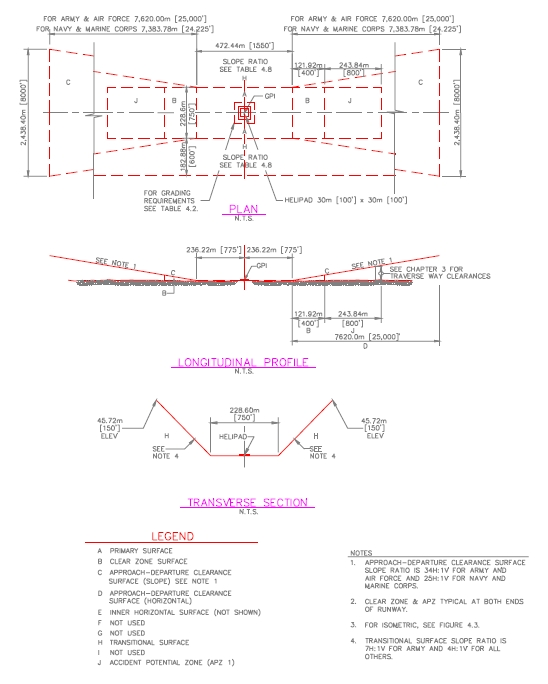 FOR ARMY & AIR FORCE 7,620.00m [25,000']
FOR NAVY & MARINE CORPS 7,383.78m [24,225']
FOR ARMY & AIR FORCE 7,620.00m [25,000']
FOR NAVY & MARINE CORPS 7,383.78m [24,225']
472.44m [1550']
SLOPE RATIO
SEE TABLE 4.8
121.92m
[400']
243.84m
[800']
H
A
GPI
C
J
B
B
J
C
2,438.40m [8000']
228.6m
[750']
182.88m
[600']
2,438.40m [8000']
A
H
SLOPE RATIO
SEE TABLE 4.8
FOR GRADING
REQUIREMENTS
SEE TABLE 4.2.
HELIPAD 30m [100'] x 30m [100']
PLAN
N.T.S.
236.22m [775']
236.22m [775']
SEE NOTE 1
GPI
SEE NOTE 1
C
C
SEE CHAPTER 3 FOR
TRAVERSE WAY CLEARANCES
B
121.92m
[400']
B
243.84m
[800']
J
7620.0m [25,000']
D
LONGITUDINAL PROFILE
N.T.S.
45.72m
[150']
ELEV
228.60m
[750']
45.72m
[150']
ELEV
H
HELIPAD
H
SEE
NOTE 4
SEE
NOTE 4
TRANSVERSE SECTION
N.T.S.
LEGEND
A PRIMARY SURFACE
B CLEAR ZONE SURFACE
C APPROACH-DEPARTURE CLEARANCE
SURFACE (SLOPE) SEE NOTE 1
D APPROACH-DEPARTURE CLEARANCE
SURFACE (HORIZONTAL)
E INNER HORIZONTAL SURFACE (NOT SHOWN)
F NOT USED
G NOT USED
H TRANSITIONAL SURFACE
I NOT USED
J ACCIDENT POTENTIAL ZONE (APZ 1)
NOTES
1. APPROACH-DEPARTURE CLEARANCE SURFACE
SLOPE RATIO IS 34H:1V FOR ARMY AND
AIR FORCE AND 25H:1V FOR NAVY AND
MARINE CORPS.
2. CLEAR ZONE & APZ TYPICAL AT BOTH ENDS
OF RUNWAY.
3. FOR ISOMETRIC, SEE FIGURE 4.3.
4. TRANSITIONAL SURFACE SLOPE RATIO IS
7H:1V FOR ARMY AND 4H:1V FOR ALL
OTHERS.